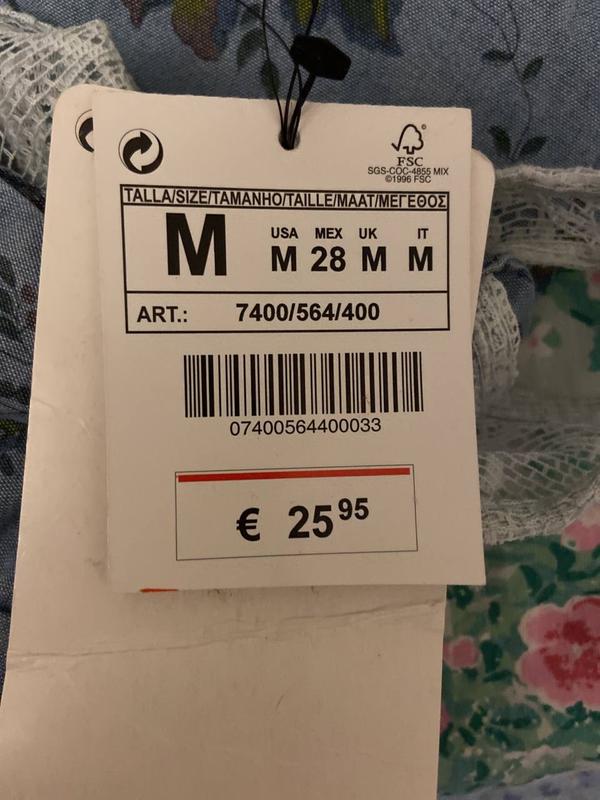 FSC
SGS-COC-4855 MIX
©1996 FSC
TALLA/SIZE/TAMANHO/TAILLE/MAAT/ΜΕΓΕΘΟΣ
M
USA MEX UK IT
M 28 M M
ART.: 7400/564/400
07400564400033
€ 25 95